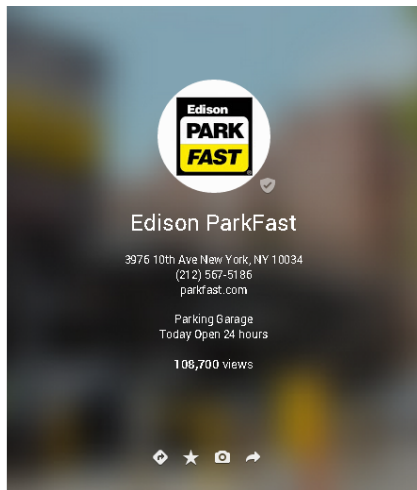 Edison
PARK
FAST
Edison ParkFast
3976 10th Ave New York, NY 10034
(212) 567-5186
parkfast.com
Parking Garage
Today Open 24 hours
108,700 views